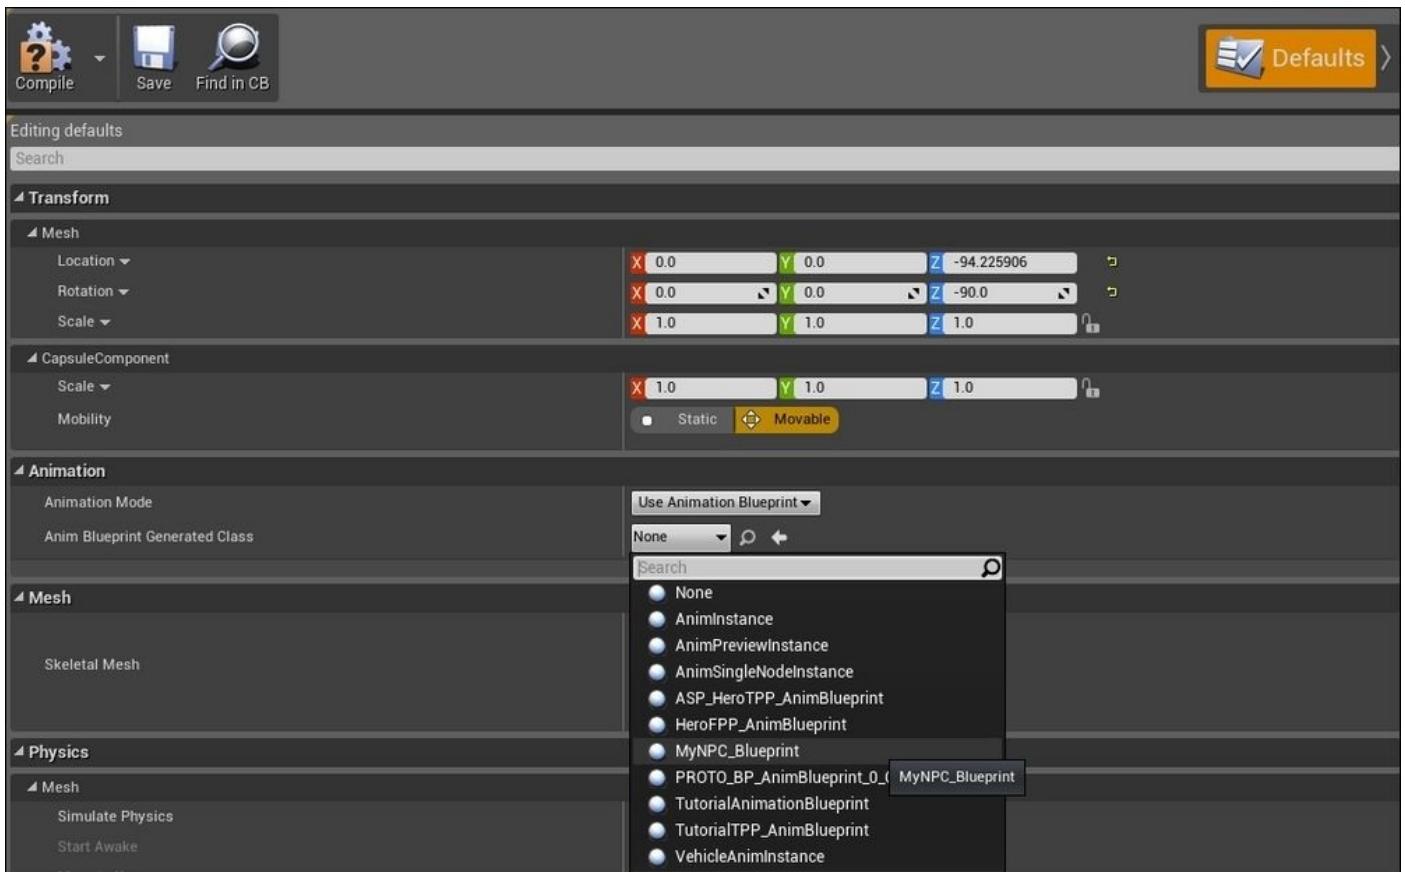 Compile Save Find in CB Defaults
Editing defaults
Search
Transform
Mesh
Location X 0.0 Y 0.0 Z -94.225906
Rotation X 0.0 Y 0.0 Z -90.0
Scale X 1.0 Y 1.0 Z 1.0
CapsuleComponent
Scale X 1.0 Y 1.0 Z 1.0
Mobility Static Movable
Animation
Animation Mode Use Animation Blueprint
Anim Blueprint Generated Class None
Search
Mesh None
AnimInstance
AnimPreviewInstance
Skeletal Mesh AnimSingleNodeInstance
ASP_HeroTPP_AnimBlueprint
HeroFPP_AnimBlueprint
Physics MyNPC_Blueprint
PROTO_BP_AnimBlueprint_0_ MyNPC_Blueprint
Mesh
TutorialAnimationBlueprint
Simulate Physics
TutorialTPP_AnimBlueprint
Start Awake
VehicleAnimInstance